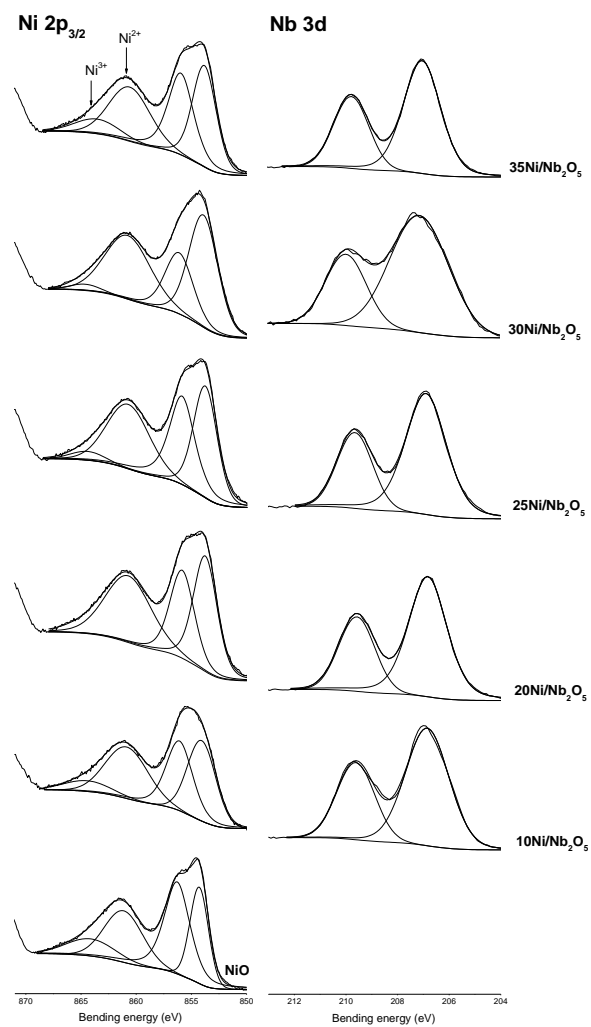 Ni 2p3/2
Nb 3d
Ni2+
Ni3+
35Ni/Nb2O5
30Ni/Nb2O5
25Ni/Nb2O5
20Ni/Nb2O5
10Ni/Nb2O5
NiO
870 865 860 855 850
212 210 208 206 204
Bending energy (eV)
Bending energy (eV)